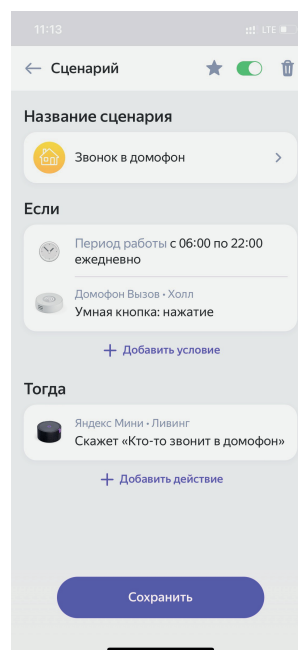 11:13
LTE
← Сценарий
Название сценария
Звонок в домофон
Если
Период работы с 06:00 по 22:00
ежедневно
Домофон Вызов • Холл
Умная кнопка: нажатие
+ Добавить условие
Тогда
Яндекс Мини • Ливинг
Скажет «Кто-то звонит в домофон»
+ Добавить действие
Сохранить